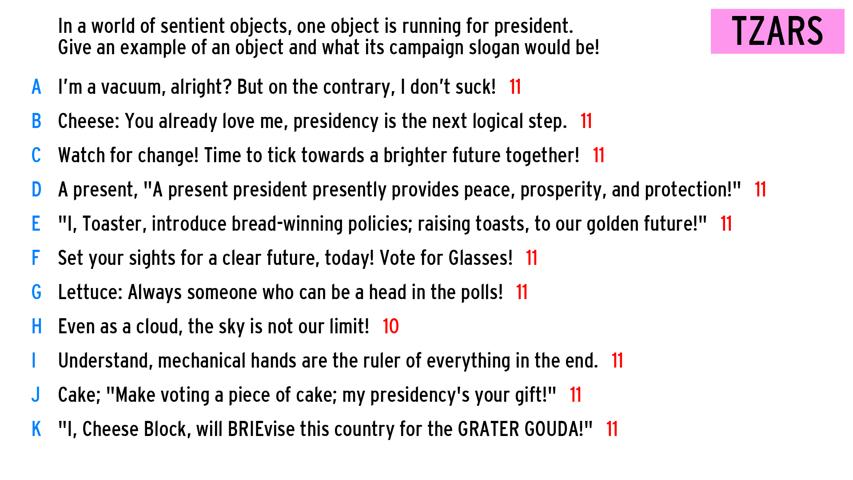 In a world of sentient objects, one object is running for president.
Give an example of an object and what its campaign slogan would be!
TZARS
A I'm a vacuum, alright? But on the contrary, I don't suck! 11
B Cheese: You already love me, presidency is the next logical step. 11
C Watch for change! Time to tick towards a brighter future together! 11
D A present, "A present president presently provides peace, prosperity, and protection!" 11
E "I, Toaster, introduce bread-winning policies; raising toasts, to our golden future!" 11
F Set your sights for a clear future, today! Vote for Glasses! 11
G Lettuce: Always someone who can be a head in the polls! 11
H Even as a cloud, the sky is not our limit! 10
I Understand, mechanical hands are the ruler of everything in the end. 11
J Cake; "Make voting a piece of cake; my presidency's your gift!" 11
K "I, Cheese Block, will BRIEvise this country for the GRATER GOUDA!" 11